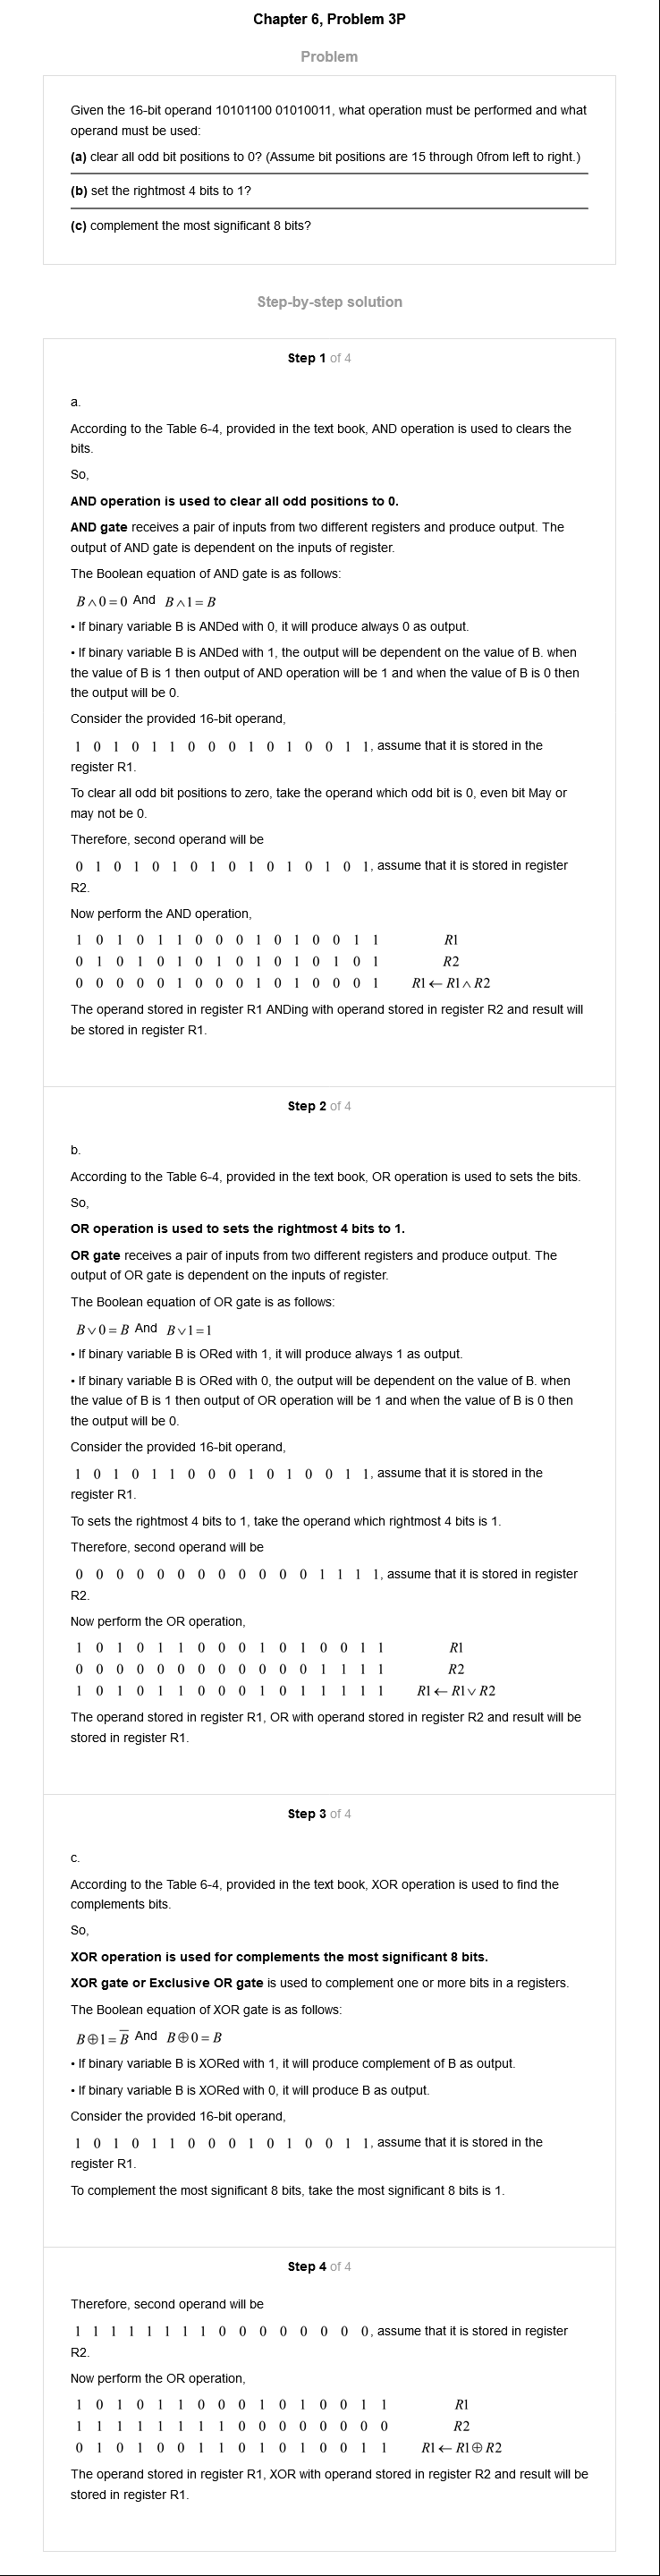 Chapter 6, Problem 3P
Problem
Given the 16-bit operand 10101100 01010011, what operation must be performed and what
operand must be used:
(a) clear all odd bit positions to 0? (Assume bit positions are 15 through 0from left to right.)
(b) set the rightmost 4 bits to 1?
(c) complement the most significant 8 bits?
Step-by-step solution
Step 1 of 4
a.
According to the Table 6-4, provided in the text book, AND operation is used to clears the
bits.
So,
AND operation is used to clear all odd positions to 0.
AND gate receives a pair of inputs from two different registers and produce output. The
output of AND gate is dependent on the inputs of register.
The Boolean equation of AND gate is as follows:
B∧0=0 And B∧1=B
• If binary variable B is ANDed with 0, it will produce always 0 as output.
• If binary variable B is ANDed with 1, the output will be dependent on the value of B. when
the value of B is 1 then output of AND operation will be 1 and when the value of B is 0 then
the output will be 0.
Consider the provided 16-bit operand,
1 0 1 0 1 1 0 0 0 1 0 1 0 0 1 1, assume that it is stored in the
register R1.
To clear all odd bit positions to zero, take the operand which odd bit is 0, even bit May or
may not be 0.
Therefore, second operand will be
0 1 0 1 0 1 0 1 0 1 0 1 0 1 0 1, assume that it is stored in register
R2.
Now perform the AND operation,
1 0 1 0 1 1 0 0 0 1 0 1 0 0 1 1 R1
0 1 0 1 0 1 0 1 0 1 0 1 0 1 0 1 R2
0 0 0 0 0 1 0 0 0 1 0 1 0 0 0 1 R1←R1∧R2
The operand stored in register R1 ANDing with operand stored in register R2 and result will
be stored in register R1.
Step 2 of 4
b.
According to the Table 6-4, provided in the text book, OR operation is used to sets the bits.
So,
OR operation is used to sets the rightmost 4 bits to 1.
OR gate receives a pair of inputs from two different registers and produce output. The
output of OR gate is dependent on the inputs of register.
The Boolean equation of OR gate is as follows:
B∨0=B And B∨1=1
• If binary variable B is ORed with 1, it will produce always 1 as output.
• If binary variable B is ORed with 0, the output will be dependent on the value of B. when
the value of B is 1 then output of OR operation will be 1 and when the value of B is 0 then
the output will be 0.
Consider the provided 16-bit operand,
1 0 1 0 1 1 0 0 0 1 0 1 0 0 1 1, assume that it is stored in the
register R1.
To sets the rightmost 4 bits to 1, take the operand which rightmost 4 bits is 1.
Therefore, second operand will be
0 0 0 0 0 0 0 0 0 0 0 0 1 1 1 1, assume that it is stored in register
R2.
Now perform the OR operation,
1 0 1 0 1 1 0 0 0 1 0 1 0 0 1 1 R1
0 0 0 0 0 0 0 0 0 0 0 0 1 1 1 1 R2
1 0 1 0 1 1 0 0 0 1 0 1 1 1 1 1 R1←R1∨R2
The operand stored in register R1, OR with operand stored in register R2 and result will be
stored in register R1.
Step 3 of 4
c.
According to the Table 6-4, provided in the text book, XOR operation is used to find the
complements bits.
So,
XOR operation is used for complements the most significant 8 bits.
XOR gate or Exclusive OR gate is used to complement one or more bits in a registers.
The Boolean equation of XOR gate is as follows:
B⊕1=B̅ And B⊕0=B
• If binary variable B is XORed with 1, it will produce complement of B as output.
• If binary variable B is XORed with 0, it will produce B as output.
Consider the provided 16-bit operand,
1 0 1 0 1 1 0 0 0 1 0 1 0 0 1 1, assume that it is stored in the
register R1.
To complement the most significant 8 bits, take the most significant 8 bits is 1.
Step 4 of 4
Therefore, second operand will be
1 1 1 1 1 1 1 1 0 0 0 0 0 0 0 0, assume that it is stored in register
R2.
Now perform the OR operation,
1 0 1 0 1 1 0 0 0 1 0 1 0 0 1 1 R1
1 1 1 1 1 1 1 1 0 0 0 0 0 0 0 0 R2
0 1 0 1 0 0 1 1 0 1 0 1 0 0 1 1 R1←R1⊕R2
The operand stored in register R1, XOR with operand stored in register R2 and result will be
stored in register R1.